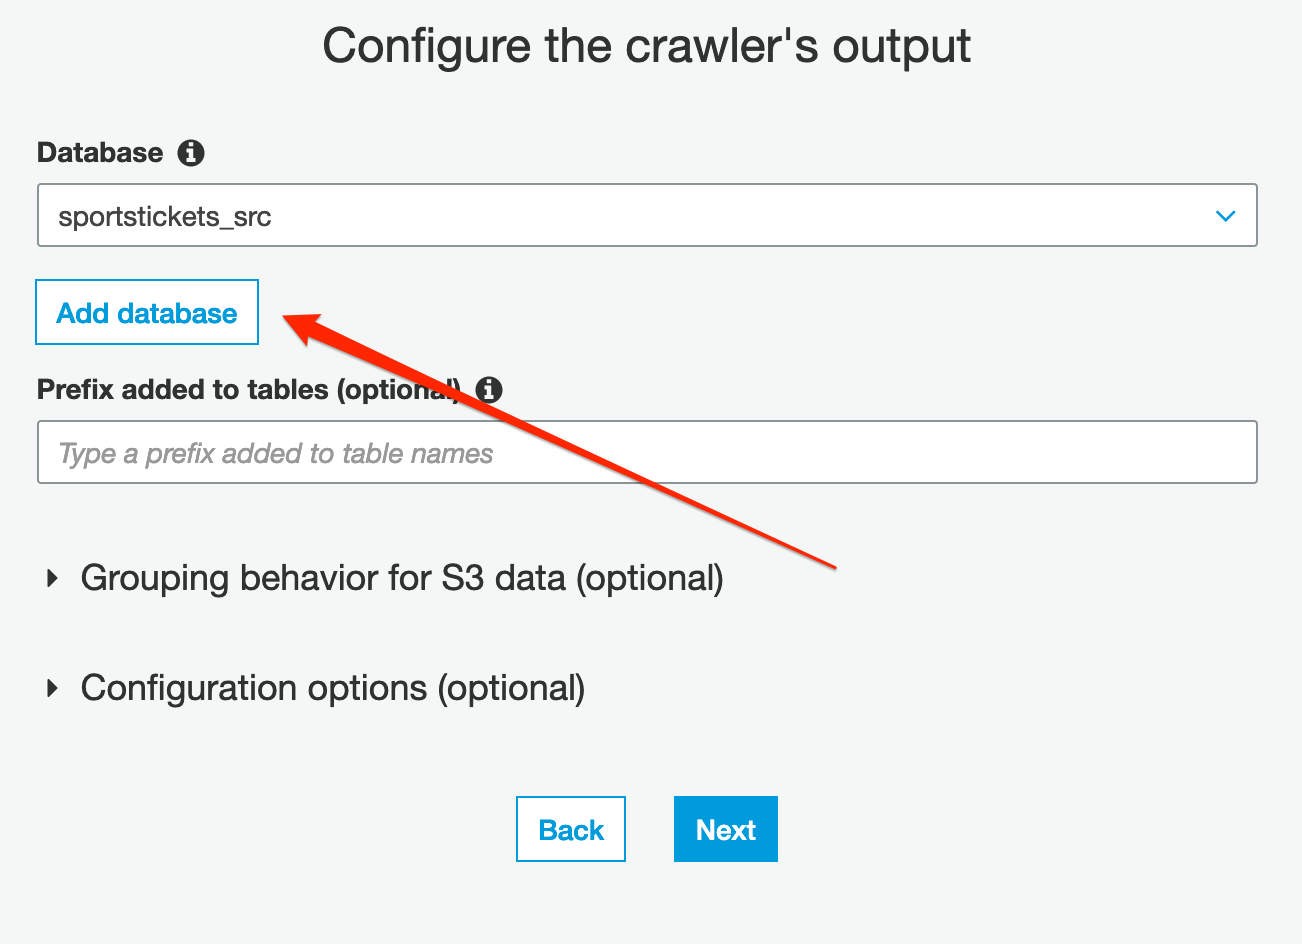 Configure the crawler's output
Database
sportstickets_src
Add database
Prefix added to tables (optional)
Type a prefix added to table names
Grouping behavior for S3 data (optional)
Configuration options (optional)
Back
Next